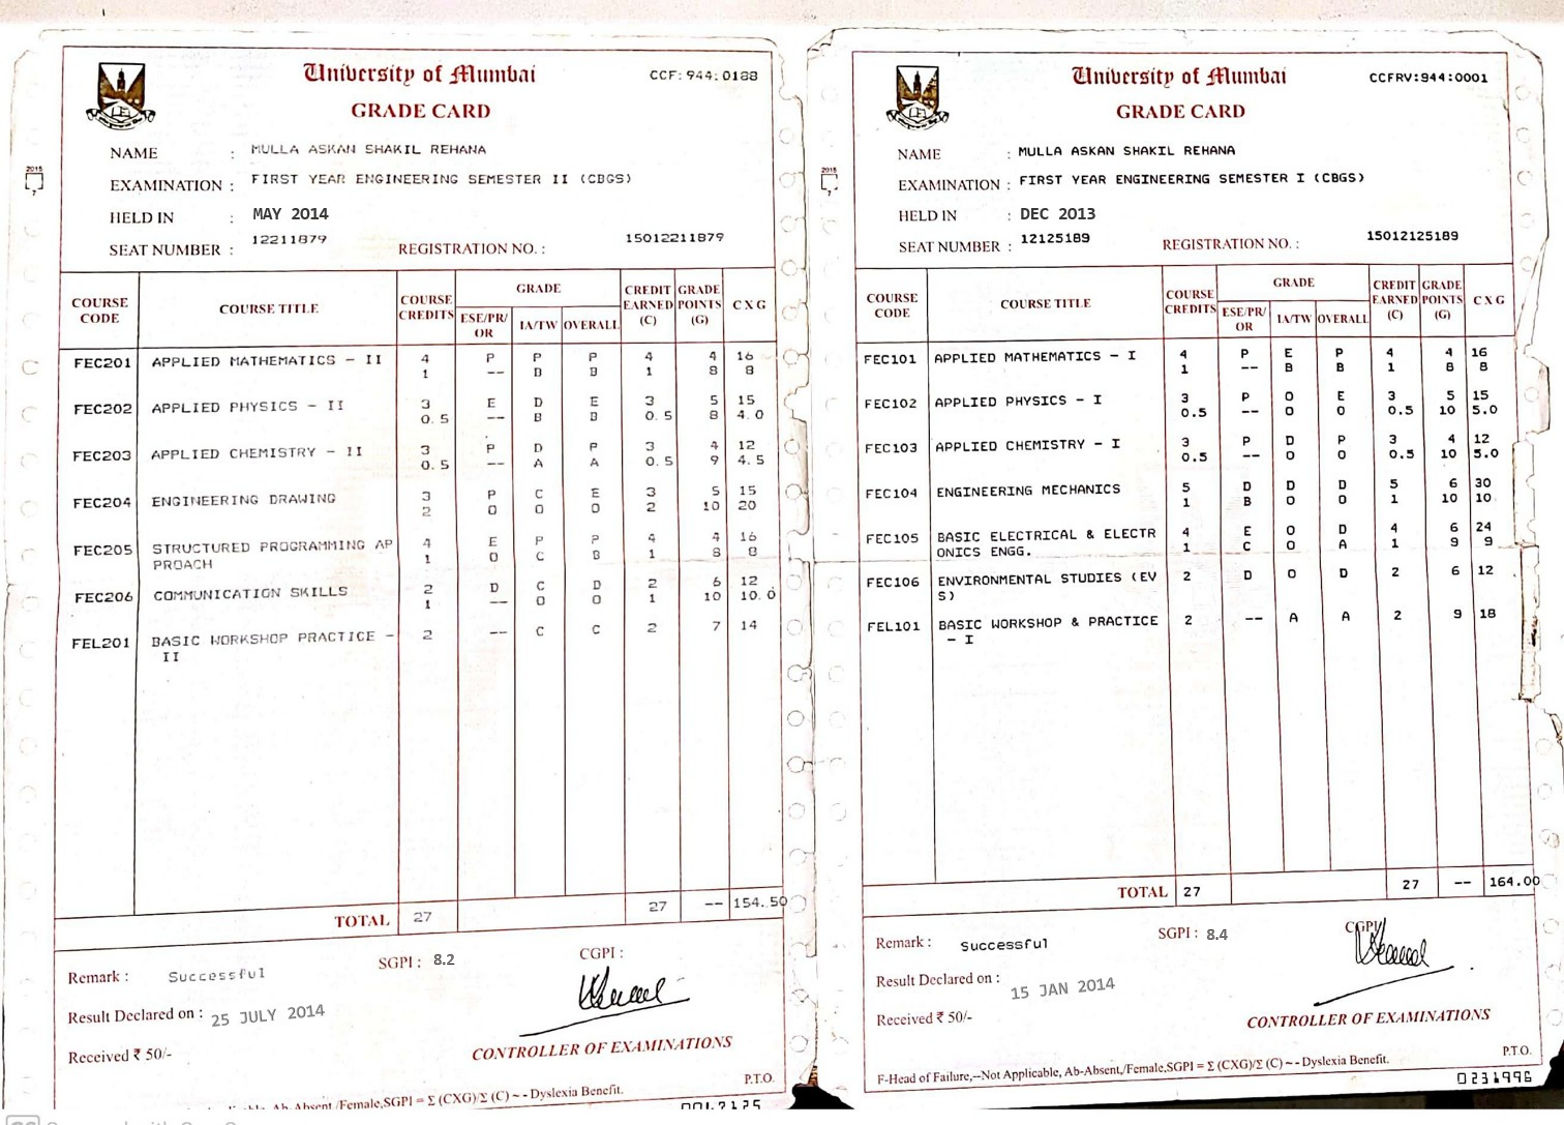 University of Mumbai
CCF:944:0188
GRADE CARD
NAME : MULLA ASKAN SHAKIL REHANA
EXAMINATION : FIRST YEAR ENGINEERING SEMESTER II (CBGS)
HELD IN : MAY 2014
SEAT NUMBER : 12211879 REGISTRATION NO. : 15012211879
2015
7
COURSE CODE COURSE TITLE COURSE CREDITS GRADE CREDIT EARNED (C) GRADE POINTS (G) C X G
ESE/PR/OR IA/TW OVERALL
FEC201 APPLIED MATHEMATICS - II 4 P P P 4 4 16
1 -- B B 1 8 8
FEC202 APPLIED PHYSICS - II 3 E D E 3 5 15
0.5 -- B B 0.5 8 4.0
FEC203 APPLIED CHEMISTRY - II 3 P D P 3 4 12
0.5 -- A A 0.5 9 4.5
FEC204 ENGINEERING DRAWING 3 P C E 3 5 15
2 O O O 2 10 20
FEC205 STRUCTURED PROGRAMMING AP 4 E P P 4 4 16
PROACH 1 O C B 1 8 8
FEC206 COMMUNICATION SKILLS 2 D C D 2 6 12
1 -- O O 1 10 10.0
FEL201 BASIC WORKSHOP PRACTICE - 2 -- C C 2 7 14
II
TOTAL 27 27 -- 154.50
Remark : Successful SGPI : 8.2 CGPI :
Result Declared on : 25 JULY 2014
Received ₹ 50/-
CONTROLLER OF EXAMINATIONS
P.T.O.
Ab-Absent,/Female,SGPI = Σ (CXG)/Σ (C) ~ - Dyslexia Benefit.
University of Mumbai
CCFRV:944:0001
GRADE CARD
NAME : MULLA ASKAN SHAKIL REHANA
EXAMINATION : FIRST YEAR ENGINEERING SEMESTER I (CBGS)
HELD IN : DEC 2013
SEAT NUMBER : 12125189 REGISTRATION NO. : 15012125189
2015
7
COURSE CODE COURSE TITLE COURSE CREDITS GRADE CREDIT EARNED (C) GRADE POINTS (G) C X G
ESE/PR/OR IA/TW OVERALL
FEC101 APPLIED MATHEMATICS - I 4 P E P 4 4 16
1 -- B B 1 8 8
FEC102 APPLIED PHYSICS - I 3 P O E 3 5 15
0.5 -- O O 0.5 10 5.0
FEC103 APPLIED CHEMISTRY - I 3 P D P 3 4 12
0.5 -- O O 0.5 10 5.0
FEC104 ENGINEERING MECHANICS 5 D D D 5 6 30
1 B O O 1 10 10
FEC105 BASIC ELECTRICAL & ELECTR 4 E O D 4 6 24
ONICS ENGG. 1 C O A 1 9 9
FEC106 ENVIRONMENTAL STUDIES (EV 2 D O D 2 6 12
S)
FEL101 BASIC WORKSHOP & PRACTICE 2 -- A A 2 9 18
- I
TOTAL 27 27 -- 164.00
Remark : Successful SGPI : 8.4 CGPI
Result Declared on : 15 JAN 2014
Received ₹ 50/-
CONTROLLER OF EXAMINATIONS
P.T.O.
F-Head of Failure,--Not Applicable, Ab-Absent,/Female,SGPI = Σ (CXG)/Σ (C) ~ - Dyslexia Benefit.
0231996